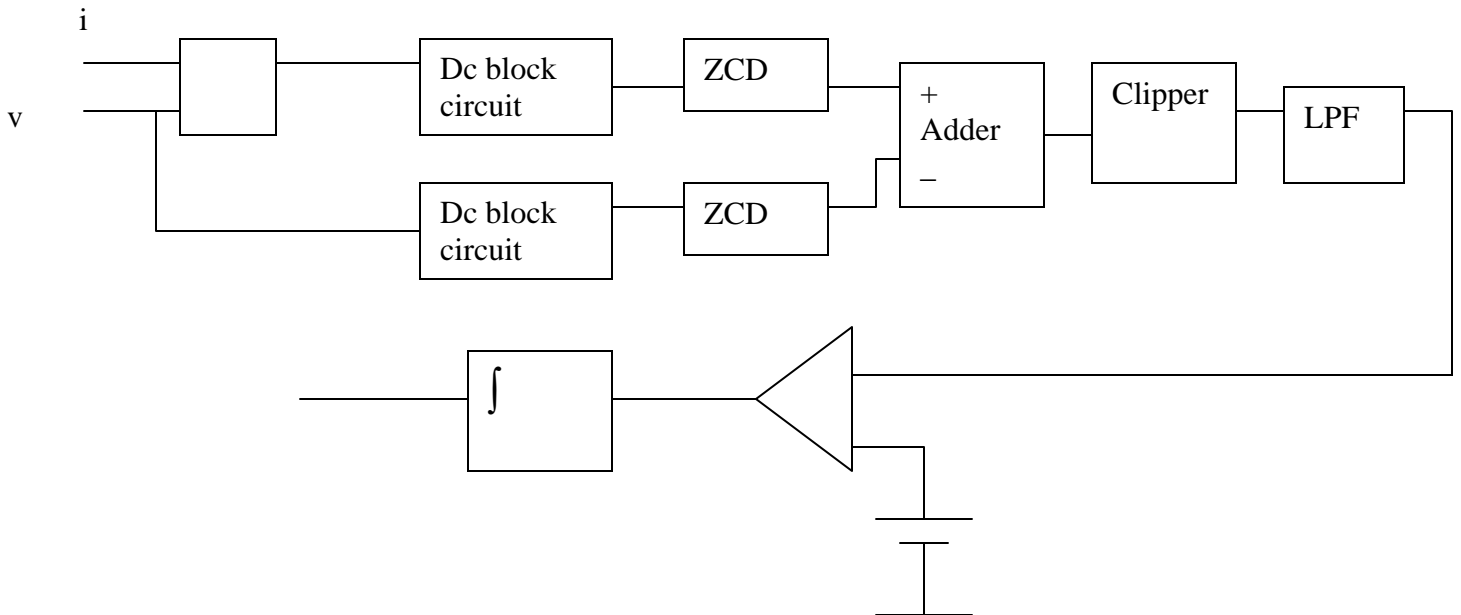 i
v
Dc block
circuit
ZCD
+
Adder
–
Clipper
LPF
Dc block
circuit
ZCD
∫